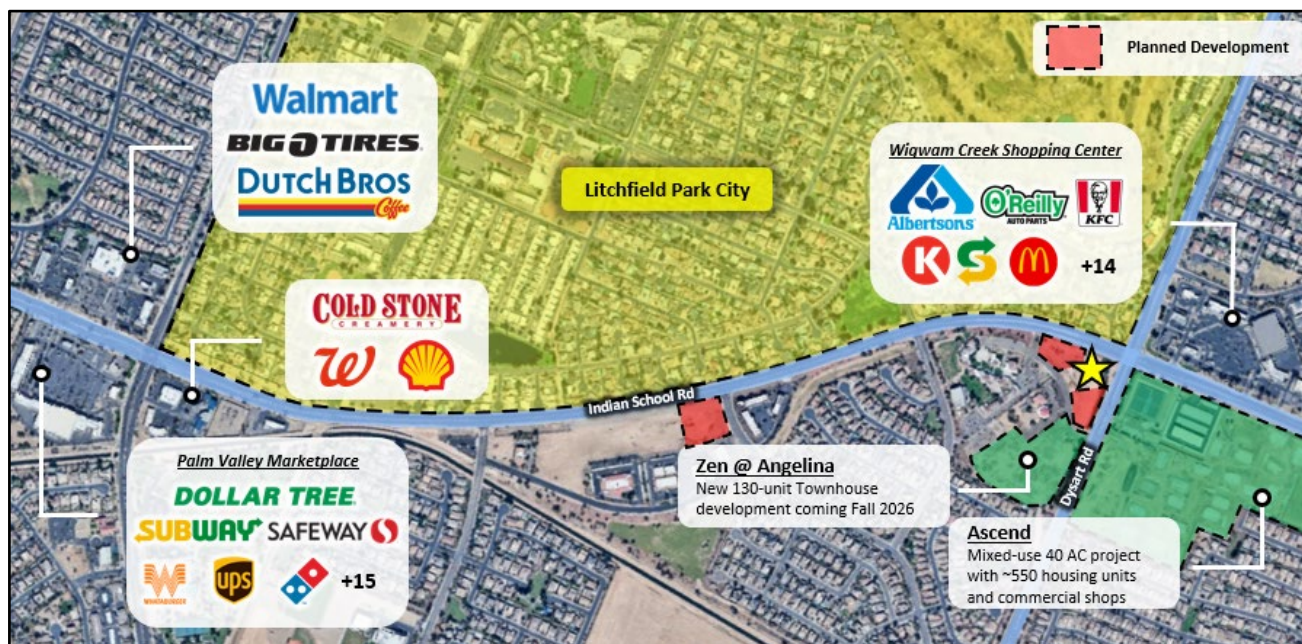 Planned Development
Walmart
BIG O TIRES
DUTCH BROS
Coffee
Litchfield Park City
Wigwam Creek Shopping Center
Albertsons
O'Reilly
AUTO PARTS
KFC
K
S
M
+14
COLD STONE
CREAMERY
W
Indian School Rd
Dysart Rd
Palm Valley Marketplace
DOLLAR TREE
SUBWAY
SAFEWAY S
WHATABURGER
ups
+15
Zen @ Angelina
New 130-unit Townhouse
development coming Fall 2026
Ascend
Mixed-use 40 AC project
with ~550 housing units
and commercial shops